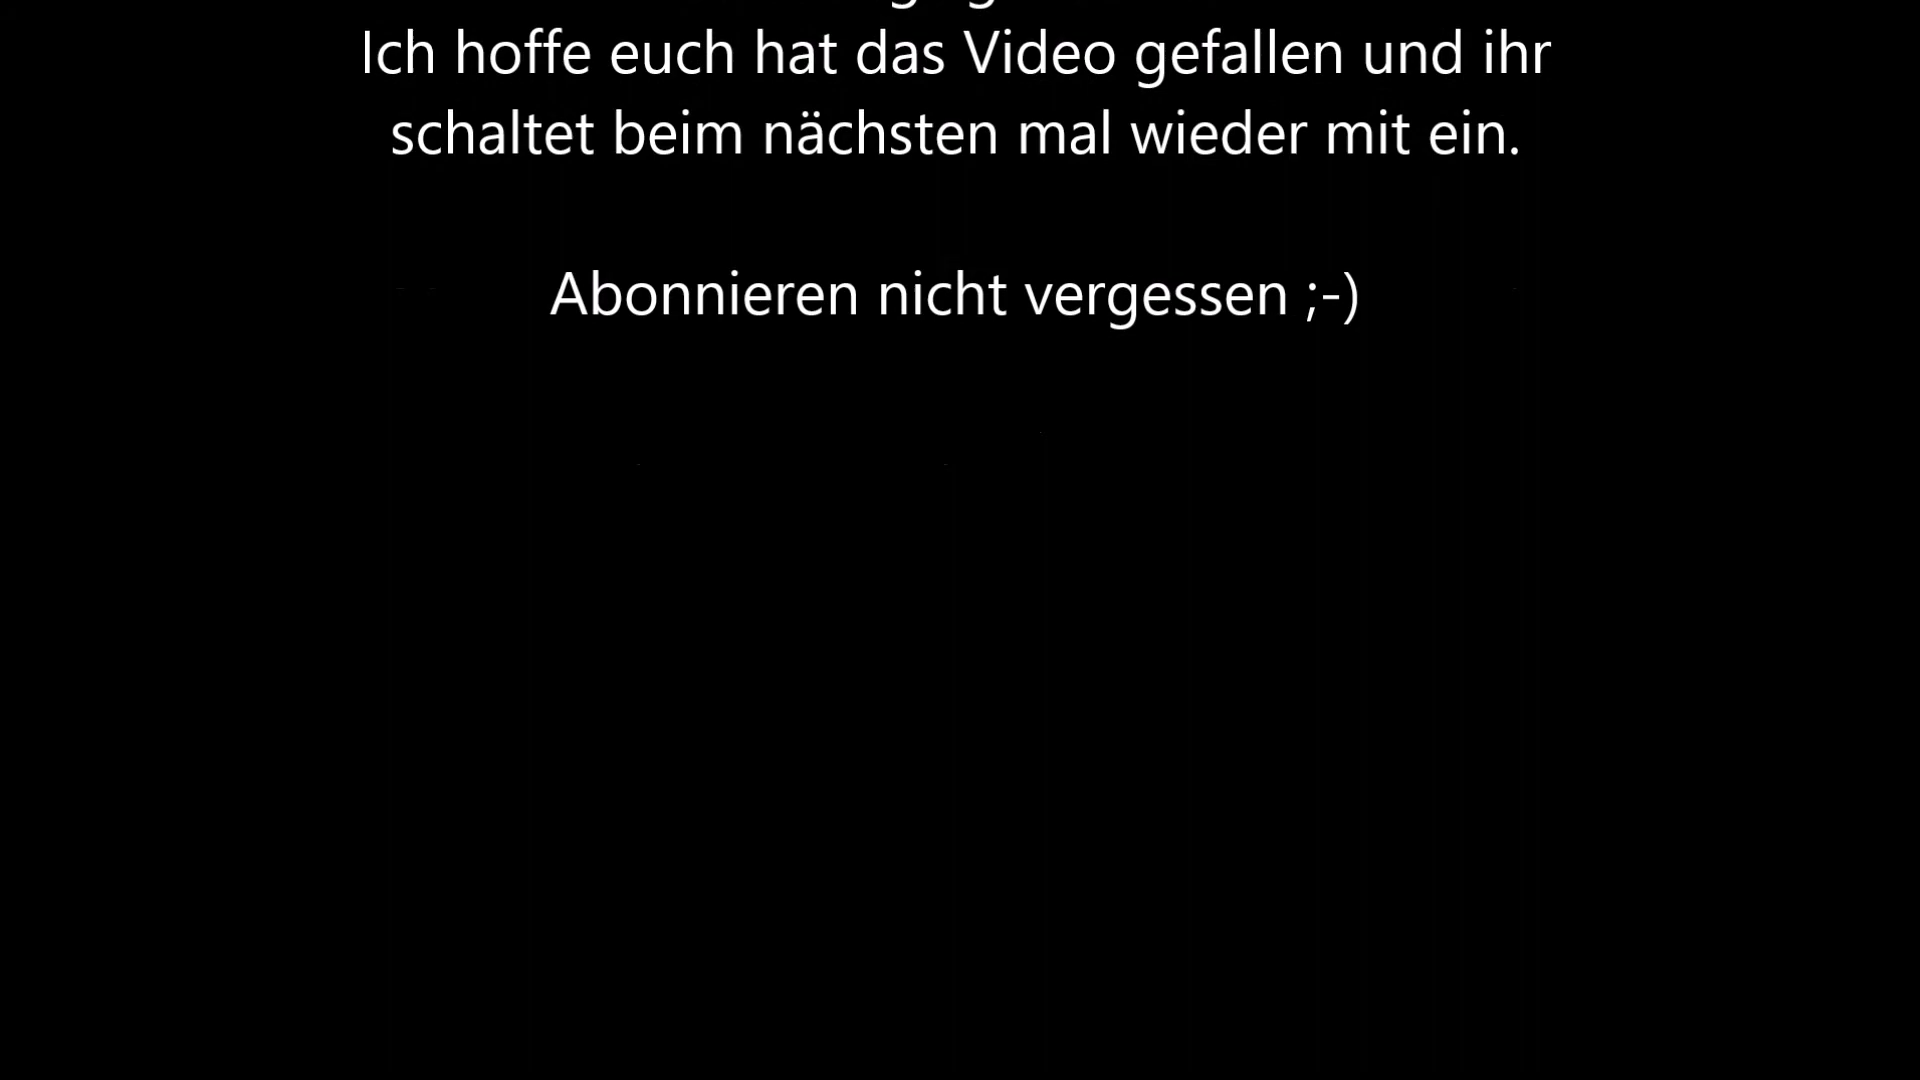 Ich hoffe euch hat das Video gefallen und ihr
schaltet beim nächsten mal wieder mit ein.
Abonnieren nicht vergessen ;-)